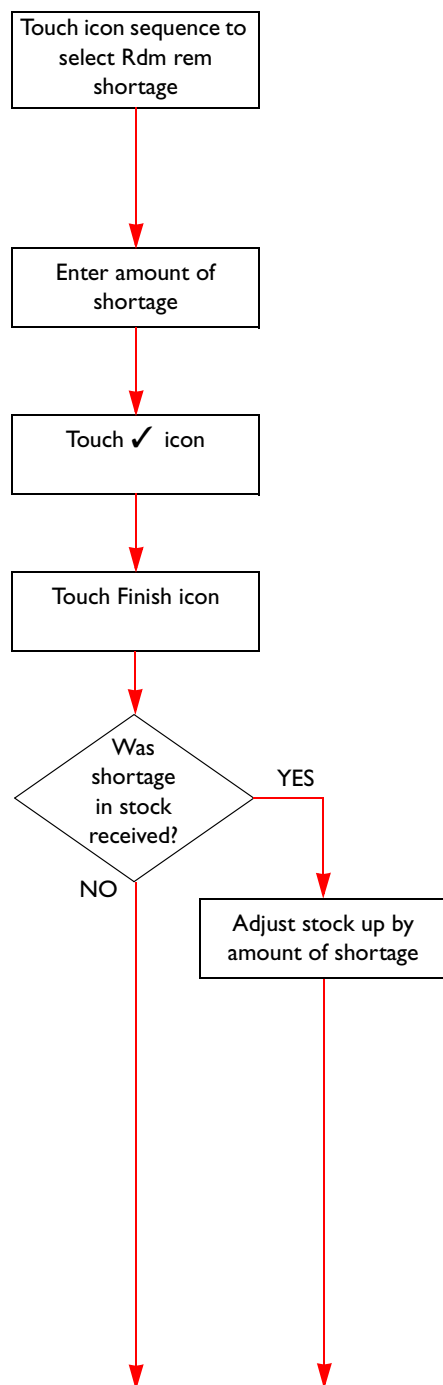 Touch icon sequence to
select Rdm rem
shortage
Enter amount of
shortage
Touch ✓ icon
Touch Finish icon
Was
shortage
in stock
received?
YES
NO
Adjust stock up by
amount of shortage